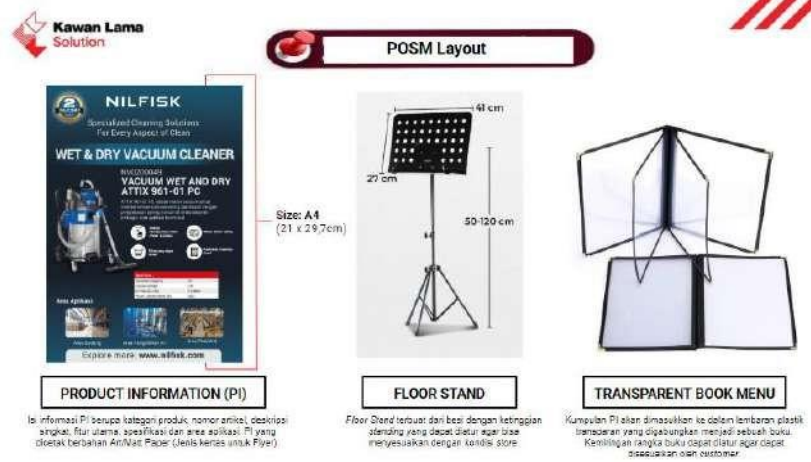 Kawan Lama
Solution
POSM Layout
2
NILFISK
Specialized Cleaning Solutions
For Every Aspect of Clean
WET & DRY VACUUM CLEANER
VACUUM WET AND DRY
ATTIX 961-01 PC
Area Aplikasi
Explore more: www.nilfisk.com
Size: A4
(21 x 29,7cm)
41 cm
27 cm
50-120 cm
PRODUCT INFORMATION (PI)
Isi informasi PI berupa kategori produk, nomor artikel, deskripsi
singkat, fitur utama, spesifikasi dan area aplikasi. PI yang
dicetak berbahan Art/Matt Paper (Jenis kertas untuk Flyer)
FLOOR STAND
Floor Stand terbuat dari besi dengan ketinggian
standing yang dapat diatur agar bisa
menyesuaikan dengan kondisi store.
TRANSPARENT BOOK MENU
Kumpulan PI akan dimasukkan ke dalam lembaran plastik
transparan yang digabungkan menjadi sebuah buku.
Kemiringan rangka buku dapat diatur agar dapat
disesuaikan oleh customer.